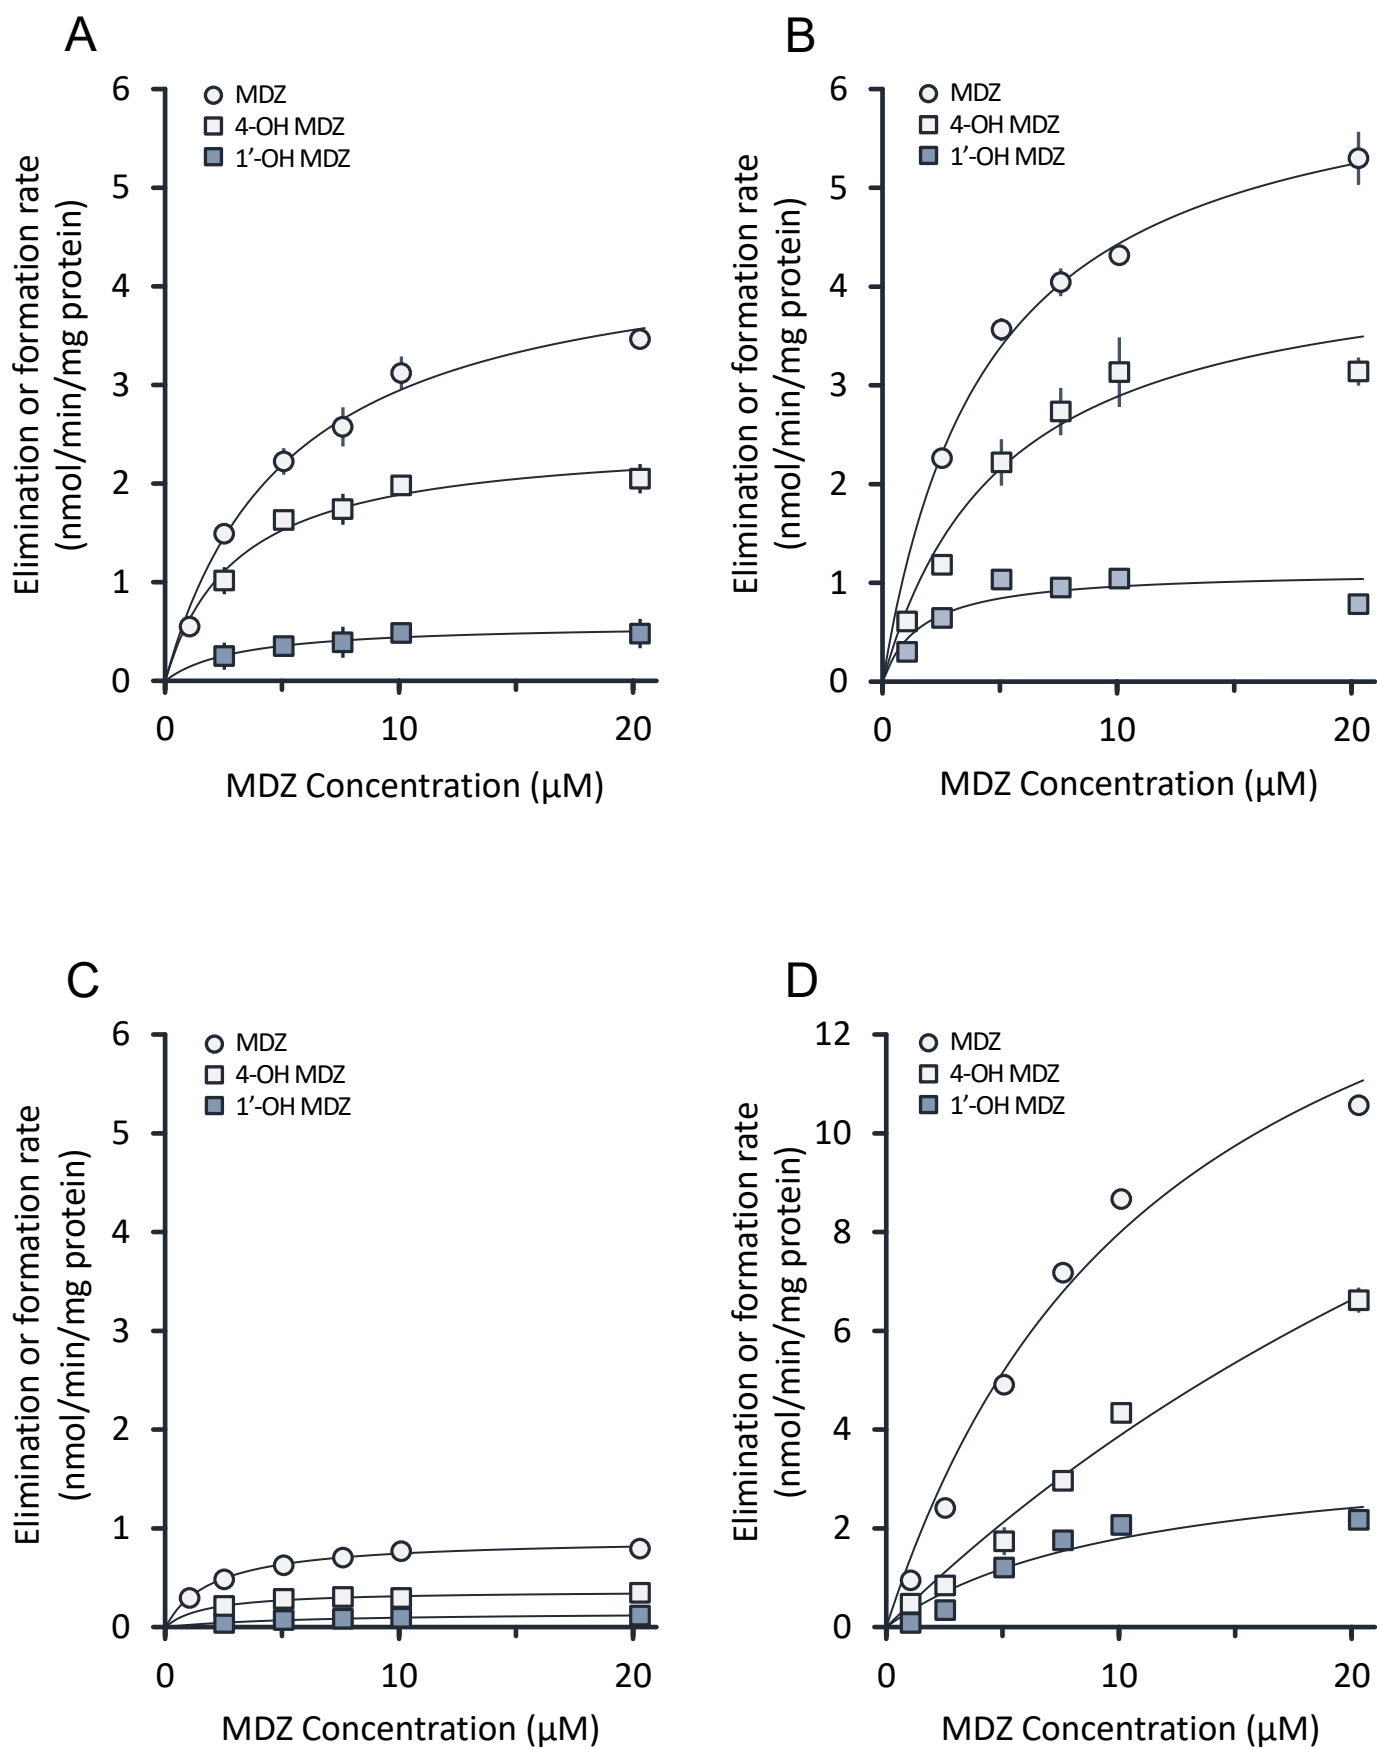 A
6
5
4
3
2
1
0
MDZ
4-OH MDZ
1’-OH MDZ
Elimination or formation rate
(nmol/min/mg protein)
0 10 20
MDZ Concentration (µM)
B
6
5
4
3
2
1
0
MDZ
4-OH MDZ
1’-OH MDZ
Elimination or formation rate
(nmol/min/mg protein)
0 10 20
MDZ Concentration (µM)
C
6
5
4
3
2
1
0
MDZ
4-OH MDZ
1’-OH MDZ
Elimination or formation rate
(nmol/min/mg protein)
0 10 20
MDZ Concentration (µM)
D
12
10
8
6
4
2
0
MDZ
4-OH MDZ
1’-OH MDZ
Elimination or formation rate
(nmol/min/mg protein)
0 10 20
MDZ Concentration (µM)